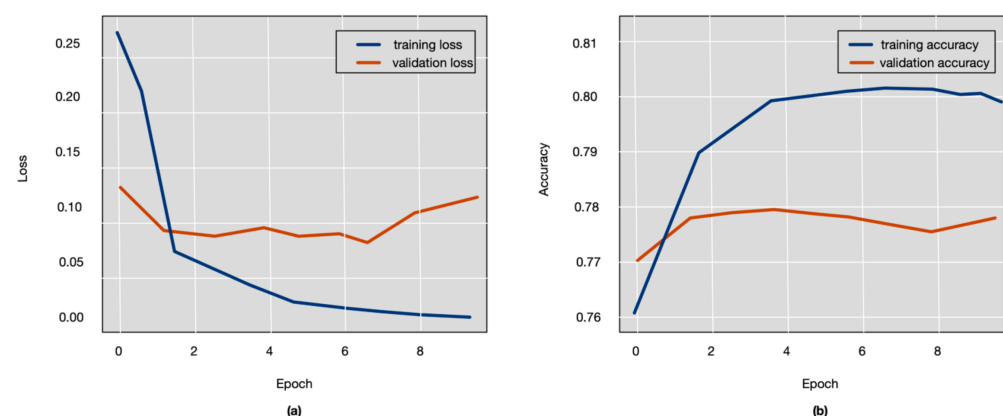 0.25
0.20
0.15
0.10
0.05
0.00
Loss
training loss
validation loss
0 2 4 6 8
Epoch
(a)
0.81
0.80
0.79
0.78
0.77
0.76
Accuracy
training accuracy
validation accuracy
0 2 4 6 8
Epoch
(b)